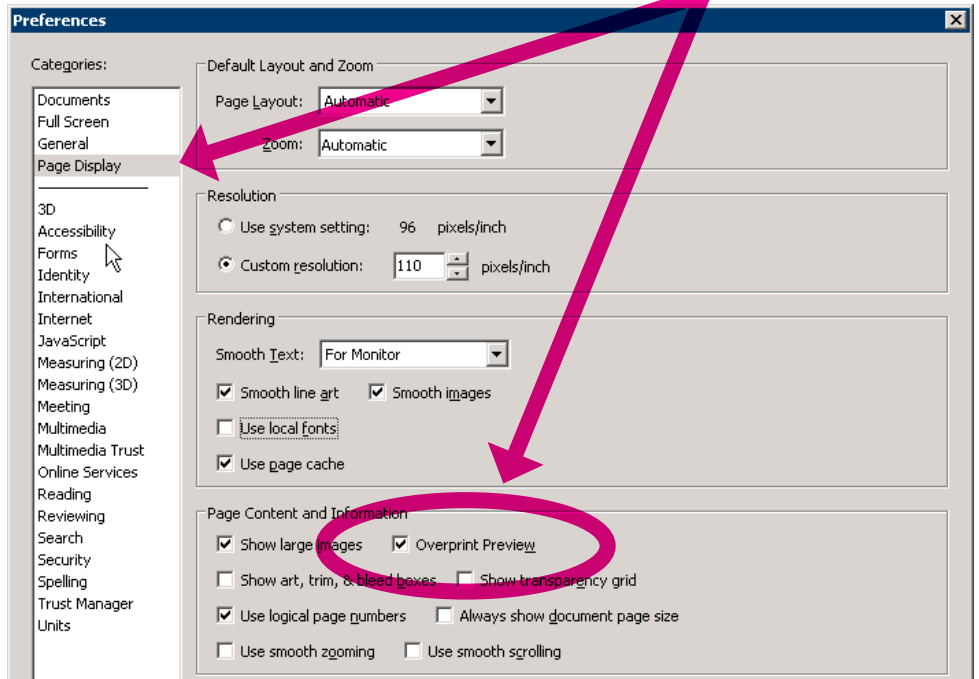 Preferences
Categories:
Documents
Full Screen
General
Page Display
3D
Accessibility
Forms
Identity
International
Internet
JavaScript
Measuring (2D)
Measuring (3D)
Meeting
Multimedia
Multimedia Trust
Online Services
Reading
Reviewing
Search
Security
Spelling
Trust Manager
Units
Default Layout and Zoom
Page Layout: Automatic
Zoom: Automatic
Resolution
Use system setting: 96 pixels/inch
Custom resolution: 110 pixels/inch
Rendering
Smooth Text: For Monitor
Smooth line art Smooth images
Use local fonts
Use page cache
Page Content and Information
Show large images Overprint Preview
Show art, trim, & bleed boxes Show transparency grid
Use logical page numbers Always show document page size
Use smooth zooming Use smooth scrolling